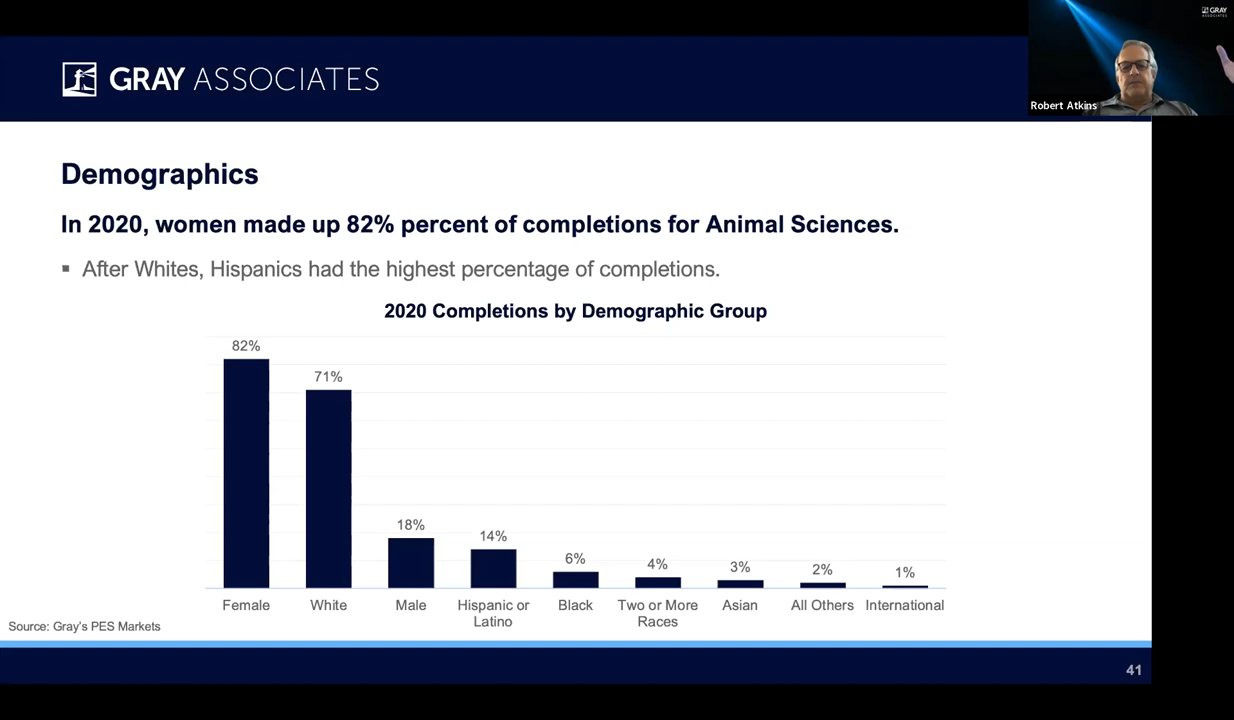 GRAY ASSOCIATES
GRAY
ASSOCIATES
Robert Atkins
Demographics
In 2020, women made up 82% percent of completions for Animal Sciences.
▪ After Whites, Hispanics had the highest percentage of completions.
2020 Completions by Demographic Group
82%
71%
18%
14%
6%
4%
3%
2%
1%
Female
White
Male
Hispanic or
Latino
Black
Two or More
Races
Asian
All Others
International
Source: Gray's PES Markets
41